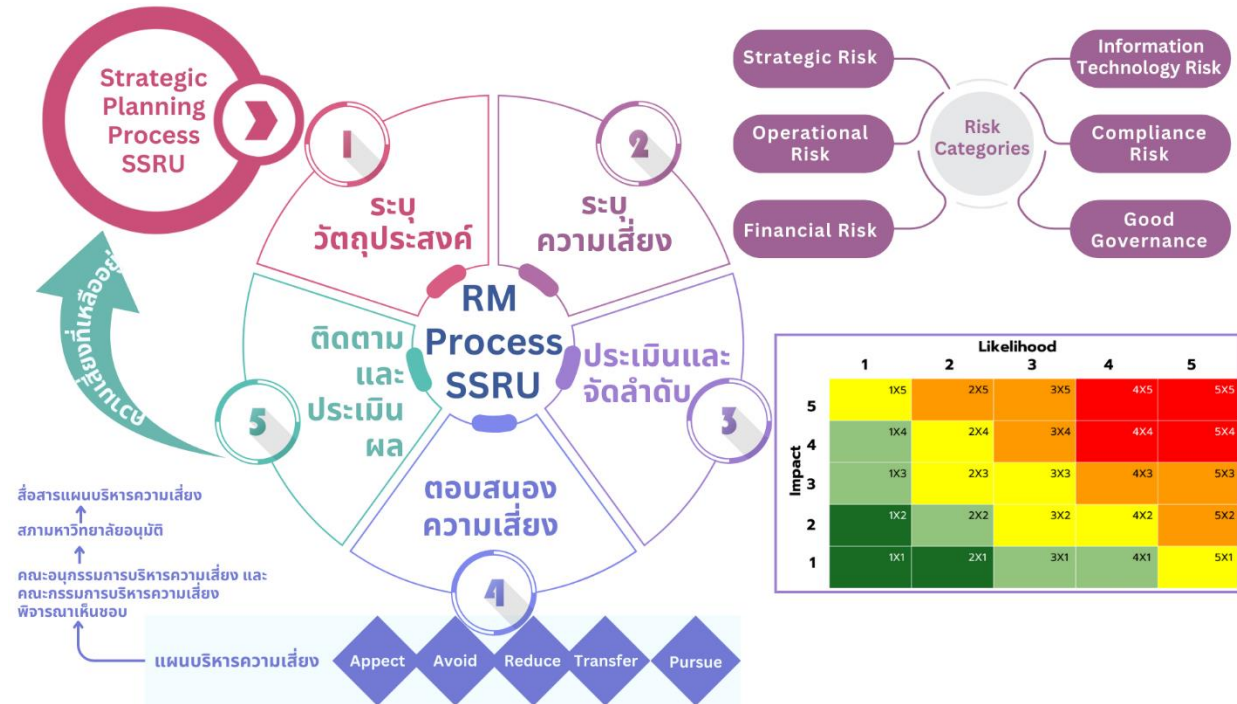 Strategic
Planning
Process
SSRU
1
ระบุ
วัตถุประสงค์
2
ระบุ
ความเสี่ยง
3
ประเมินและ
จัดลำดับ
4
ตอบสนอง
ความเสี่ยง
5
ติดตาม
และ
ประเมิน
ผล
RM
Process
SSRU
ความเสี่ยงที่เหลืออยู่
Risk
Categories
Strategic Risk
Operational
Risk
Financial Risk
Information
Technology Risk
Compliance
Risk
Good
Governance
Likelihood
1 2 3 4 5
Impact
5 1X5 2X5 3X5 4X5 5X5
4 1X4 2X4 3X4 4X4 5X4
3 1X3 2X3 3X3 4X3 5X3
2 1X2 2X2 3X2 4X2 5X2
1 1X1 2X1 3X1 4X1 5X1
สื่อสารแผนบริหารความเสี่ยง
สภามหาวิทยาลัยอนุมัติ
คณะอนุกรรมการบริหารความเสี่ยง และ
คณะกรรมการบริหารความเสี่ยง
พิจารณาเห็นชอบ
แผนบริหารความเสี่ยง
Appect Avoid Reduce Transfer Pursue